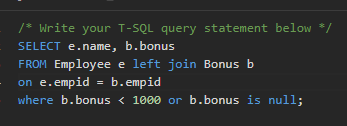 /* Write your T-SQL query statement below */
SELECT e.name, b.bonus
FROM Employee e left join Bonus b
on e.empid = b.empid
where b.bonus < 1000 or b.bonus is null;